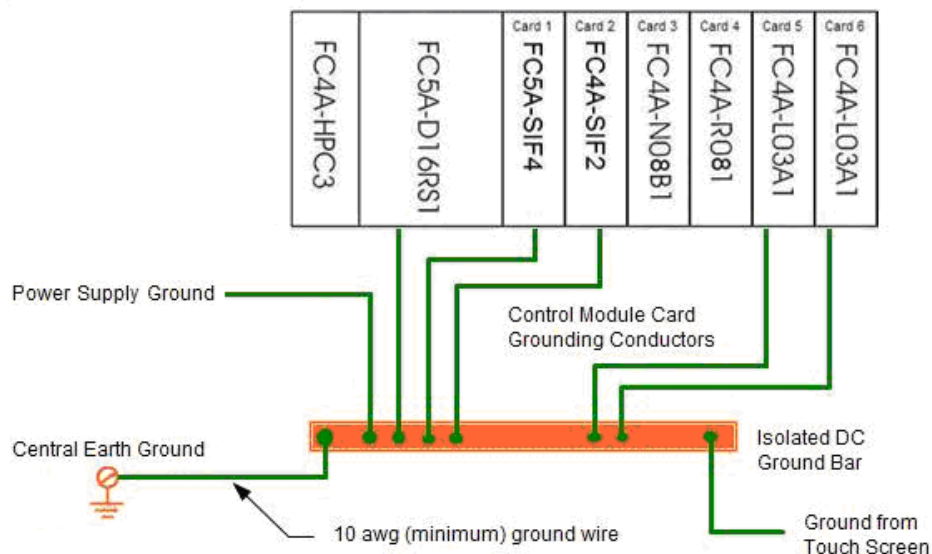 Card 1
Card 2
Card 3
Card 4
Card 5
Card 6
FC4A-HPC3
FC5A-D16RS1
FC5A-SIF4
FC4A-SIF2
FC4A-N08B1
FC4A-R081
FC4A-L03A1
FC4A-L03A1
Power Supply Ground
Control Module Card
Grounding Conductors
Central Earth Ground
Isolated DC
Ground Bar
10 awg (minimum) ground wire
Ground from
Touch Screen